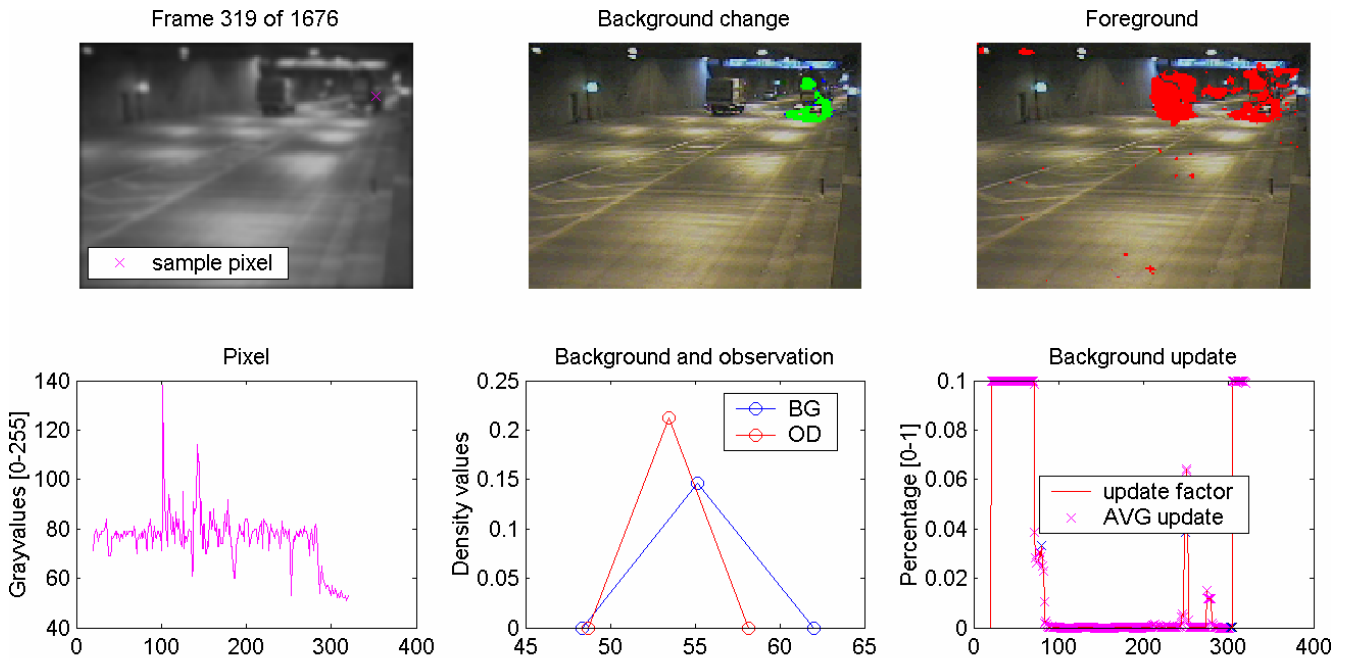 Frame 319 of 1676
Background change
Foreground
sample pixel
Pixel
Background and observation
Background update
Grayvalues [0-255]
140
120
100
80
60
40
0
100
200
300
400
Density values
0.25
0.2
0.15
0.1
0.05
0
45
50
55
60
65
BG
OD
Percentage [0-1]
0.1
0.08
0.06
0.04
0.02
0
0
100
200
300
400
update factor
AVG update